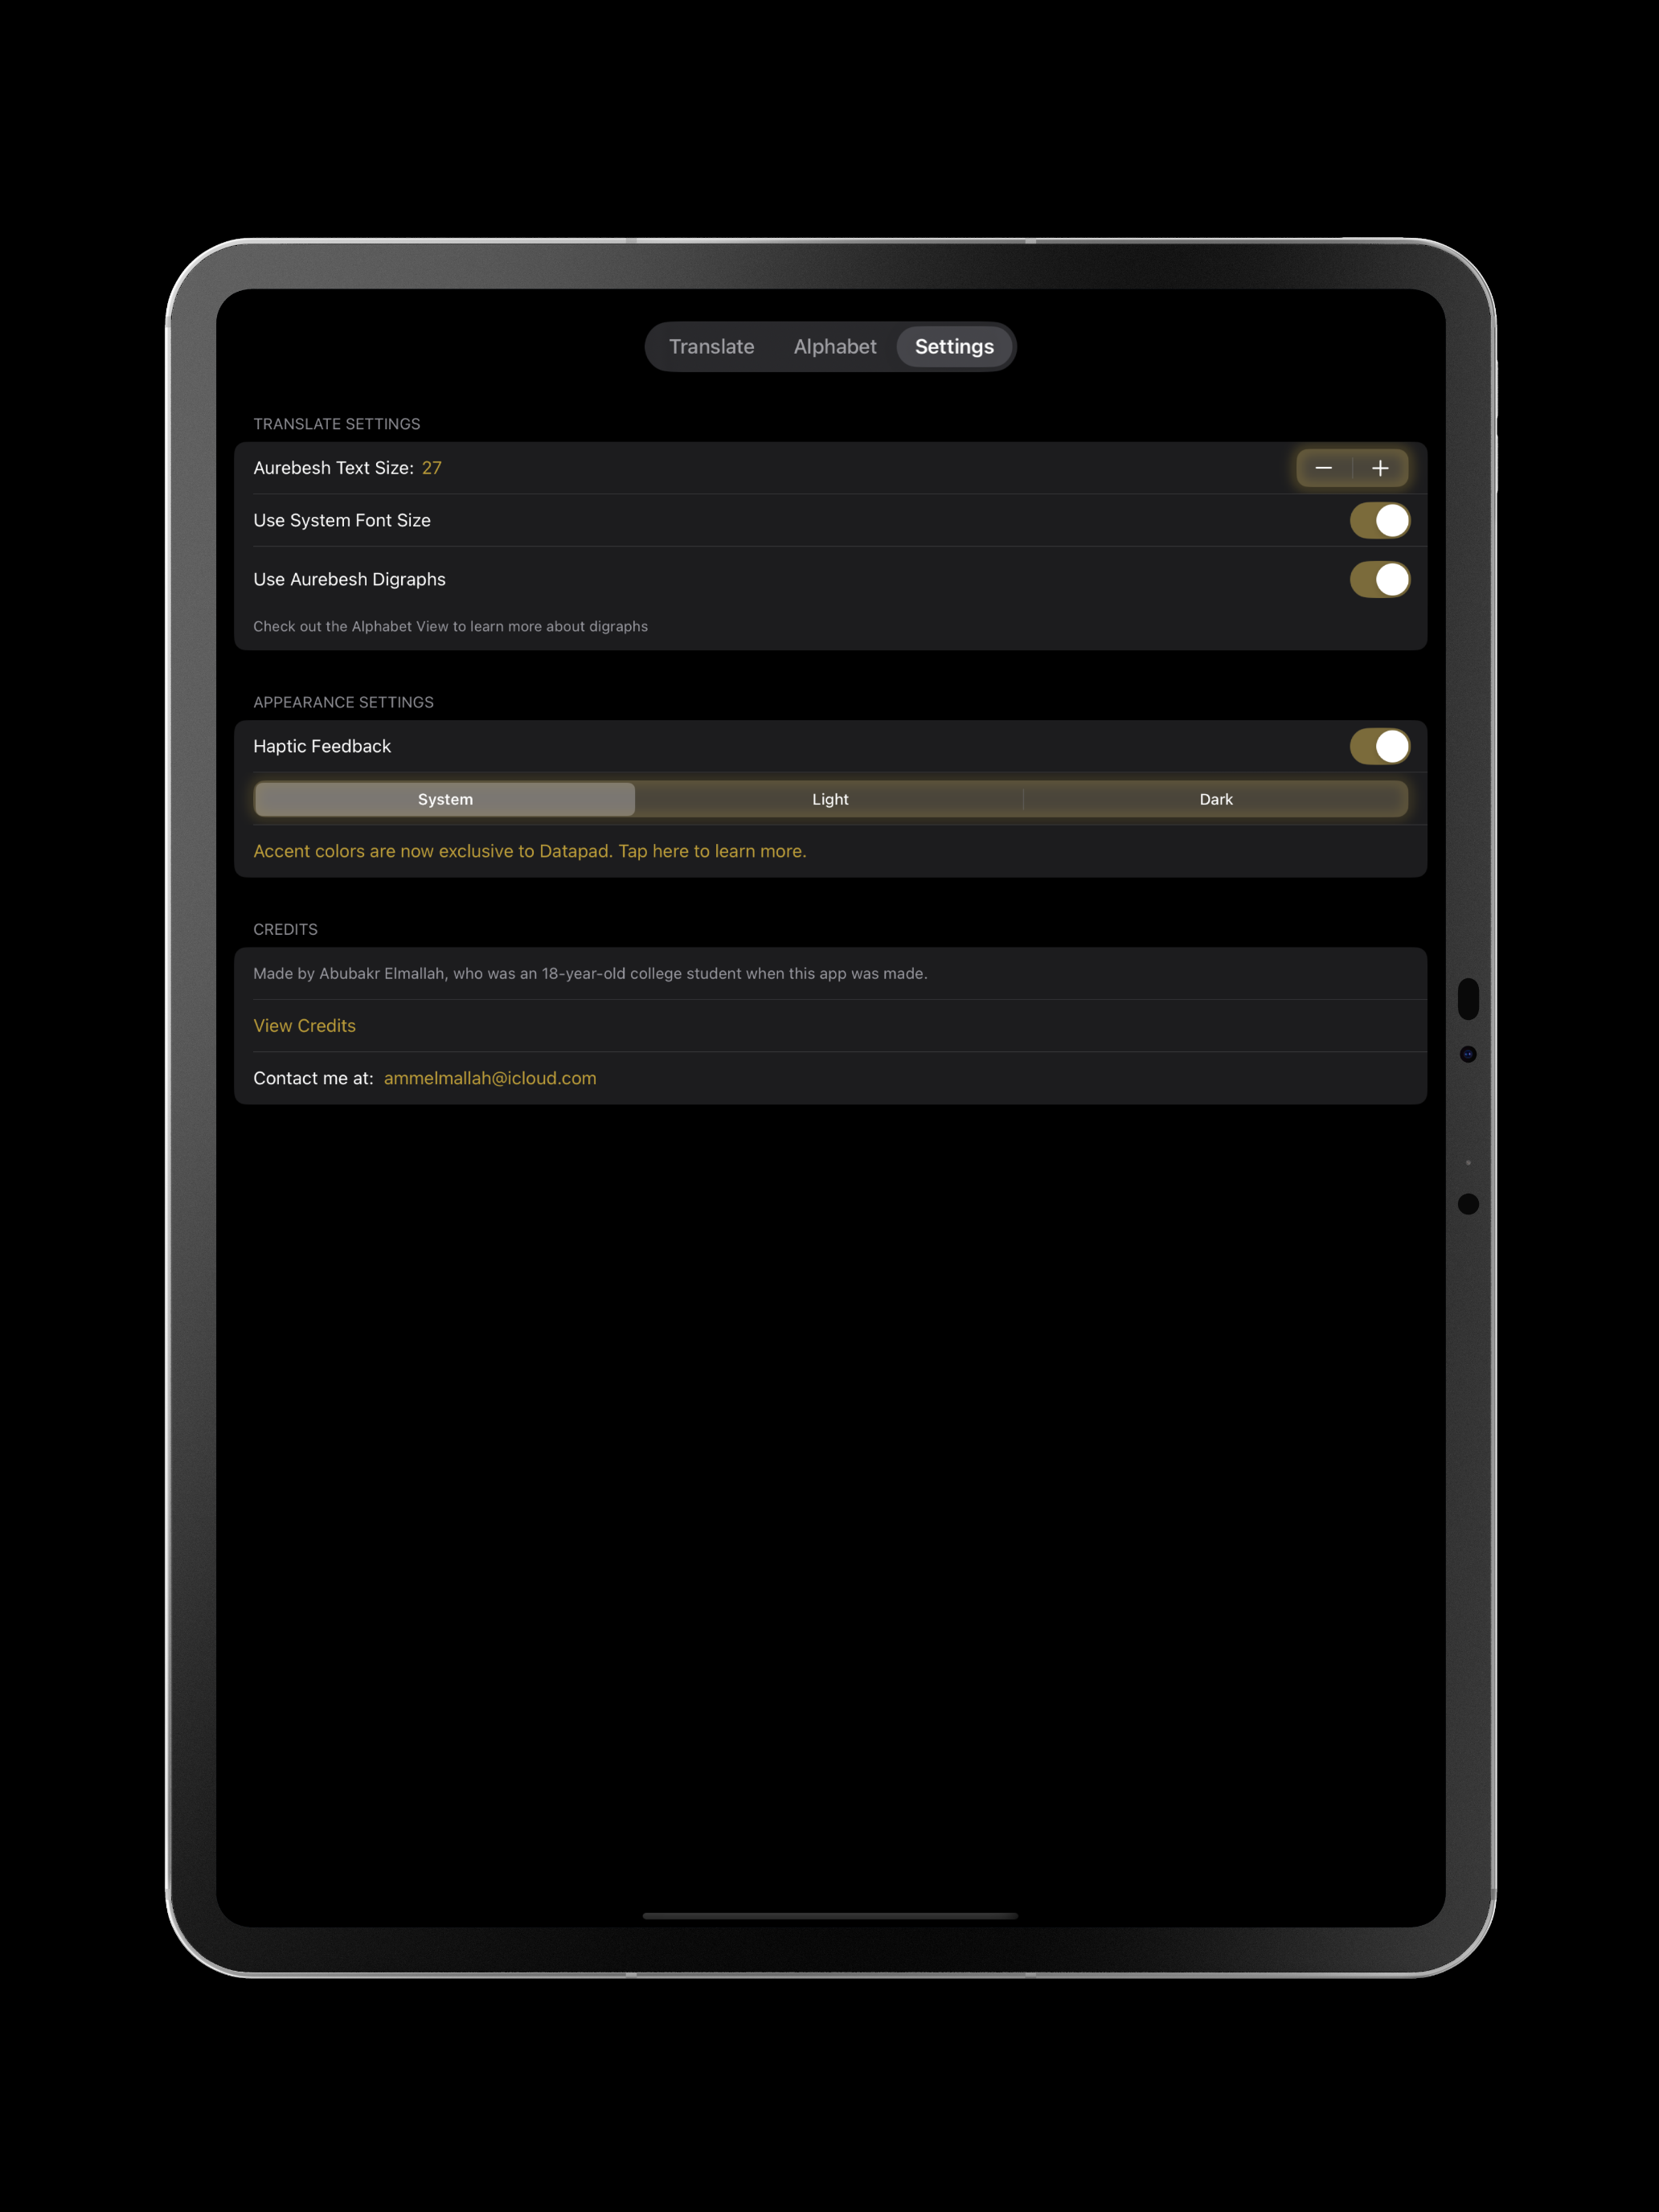 Translate Alphabet Settings
TRANSLATE SETTINGS
Aurebesh Text Size: 27
Use System Font Size
Use Aurebesh Digraphs
Check out the Alphabet View to learn more about digraphs
APPEARANCE SETTINGS
Haptic Feedback
System Light Dark
Accent colors are now exclusive to Datapad. Tap here to learn more.
CREDITS
Made by Abubakr Elmallah, who was an 18-year-old college student when this app was made.
View Credits
Contact me at: ammelmallah@icloud.com